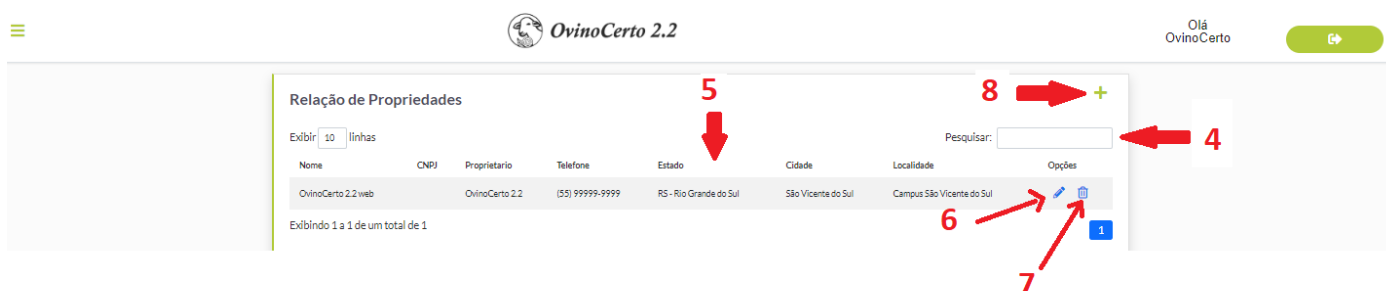 OvinoCerto 2.2
Olá
OvinoCerto
Relação de Propriedades
5
8
Exibir 10 linhas
Pesquisar:
4
Nome CNPJ Proprietario Telefone Estado Cidade Localidade Opções
OvinoCerto 2.2 web OvinoCerto 2.2 (55) 99999-9999 RS - Rio Grande do Sul São Vicente do Sul Campus São Vicente do Sul
6
Exibindo 1 a 1 de um total de 1
1
7